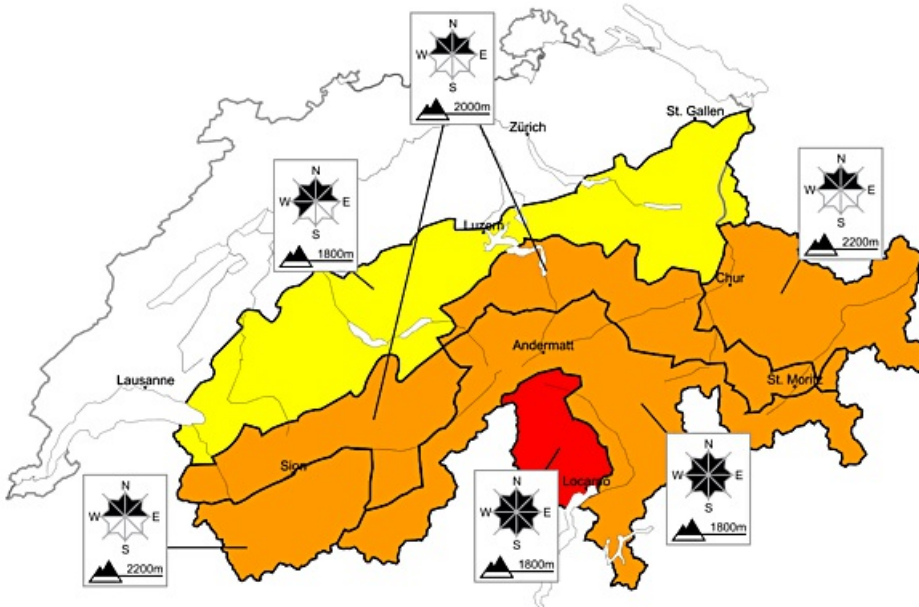 N
W E
S
2000m
St. Gallen
Zürich
N
W E
S
1800m
N
W E
S
2200m
Luzern
Chur
Andermatt
Lausanne
St. Moritz
Sion
Locarno
N
W E
S
2200m
N
W E
S
1800m
N
W E
S
1800m